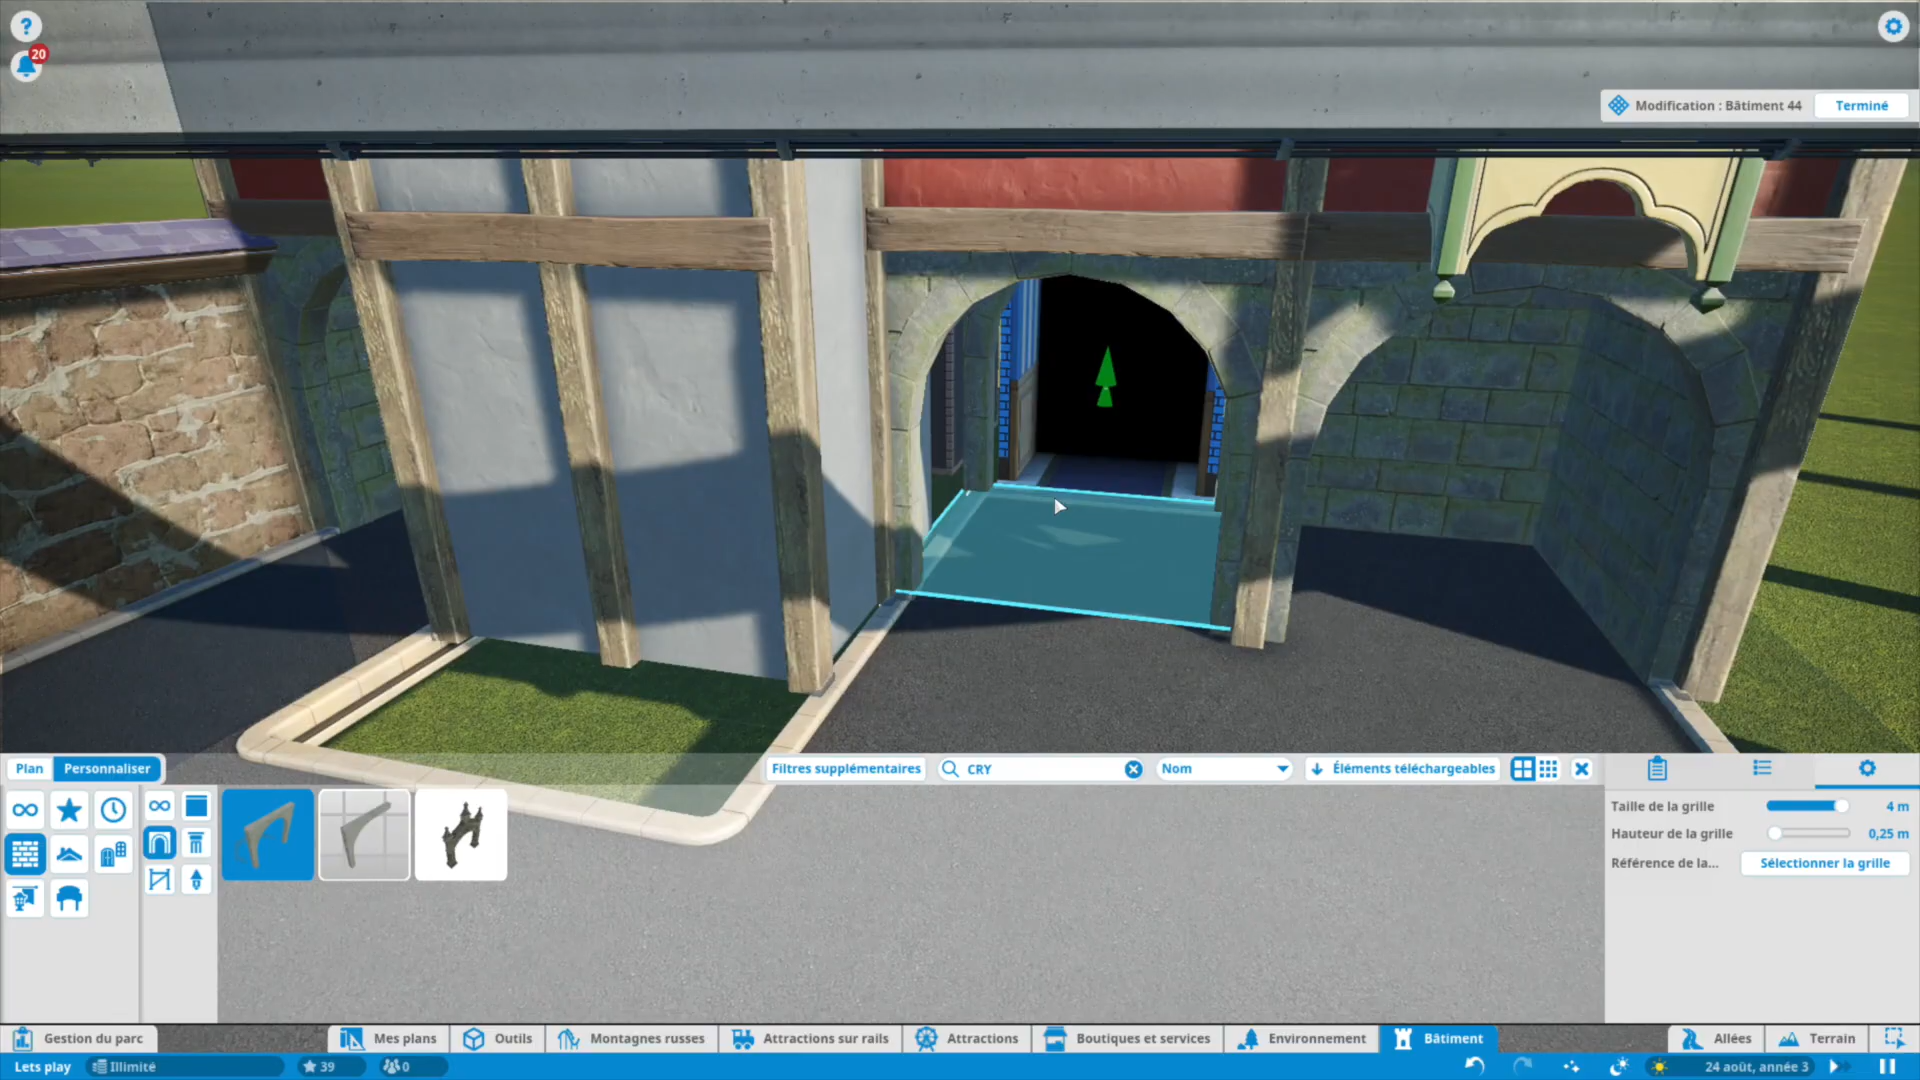 ?
20
Modification : Bâtiment 44
Terminé
Plan
Personnaliser
Filtres supplémentaires
CRY
Nom
Éléments téléchargeables
Taille de la grille
4 m
Hauteur de la grille
0,25 m
Référence de la...
Sélectionner la grille
Gestion du parc
Mes plans
Outils
Montagnes russes
Attractions sur rails
Attractions
Boutiques et services
Environnement
Bâtiment
Allées
Terrain
Lets play
Illimité
39
0
24 août, année 3